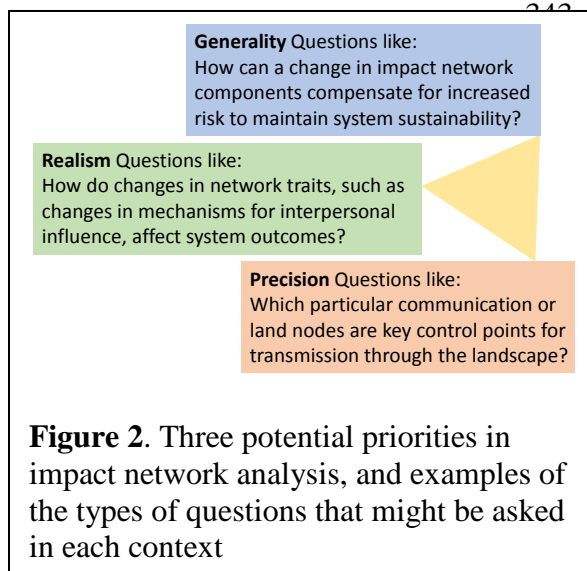 Generality Questions like:
How can a change in impact network
components compensate for increased
risk to maintain system sustainability?
Realism Questions like:
How do changes in network traits, such as
changes in mechanisms for interpersonal
influence, affect system outcomes?
Precision Questions like:
Which particular communication or
land nodes are key control points for
transmission through the landscape?
Figure 2. Three potential priorities in
impact network analysis, and examples of
the types of questions that might be asked
in each context